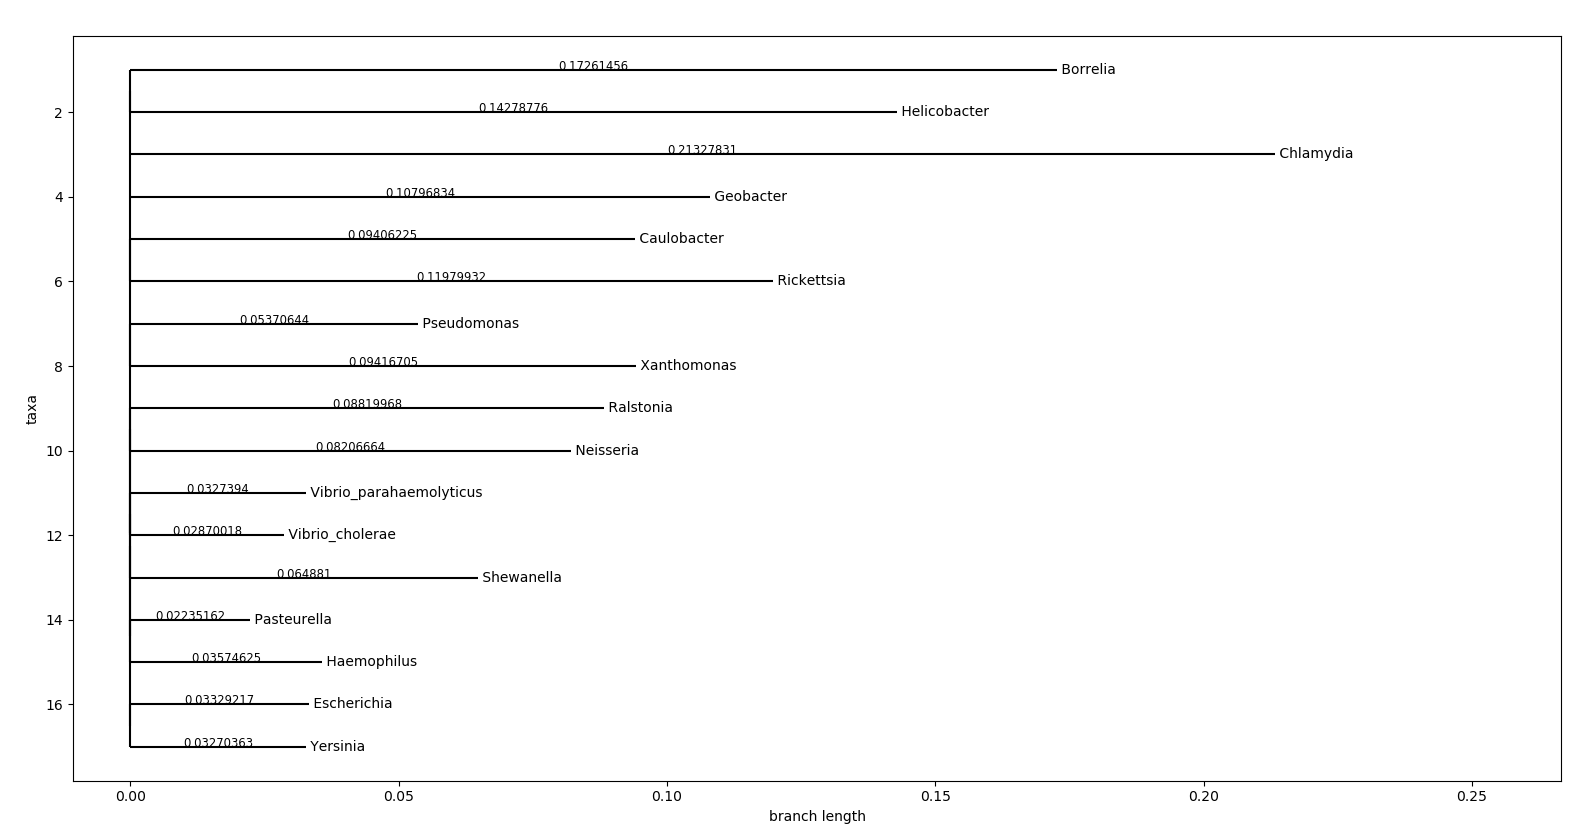 0.17261456 Borrelia
2 0.14278776 Helicobacter
0.21327831 Chlamydia
4 0.10796834 Geobacter
0.09406225 Caulobacter
6 0.11979932 Rickettsia
0.05370644 Pseudomonas
8 0.09416705 Xanthomonas
taxa
0.08819968 Ralstonia
10 0.08206664 Neisseria
0.0327394 Vibrio_parahaemolyticus
12 0.02870018 Vibrio_cholerae
0.064881 Shewanella
14 0.02235162 Pasteurella
0.03574625 Haemophilus
16 0.03329217 Escherichia
0.03270363 Yersinia
0.00 0.05 0.10 0.15 0.20 0.25
branch length